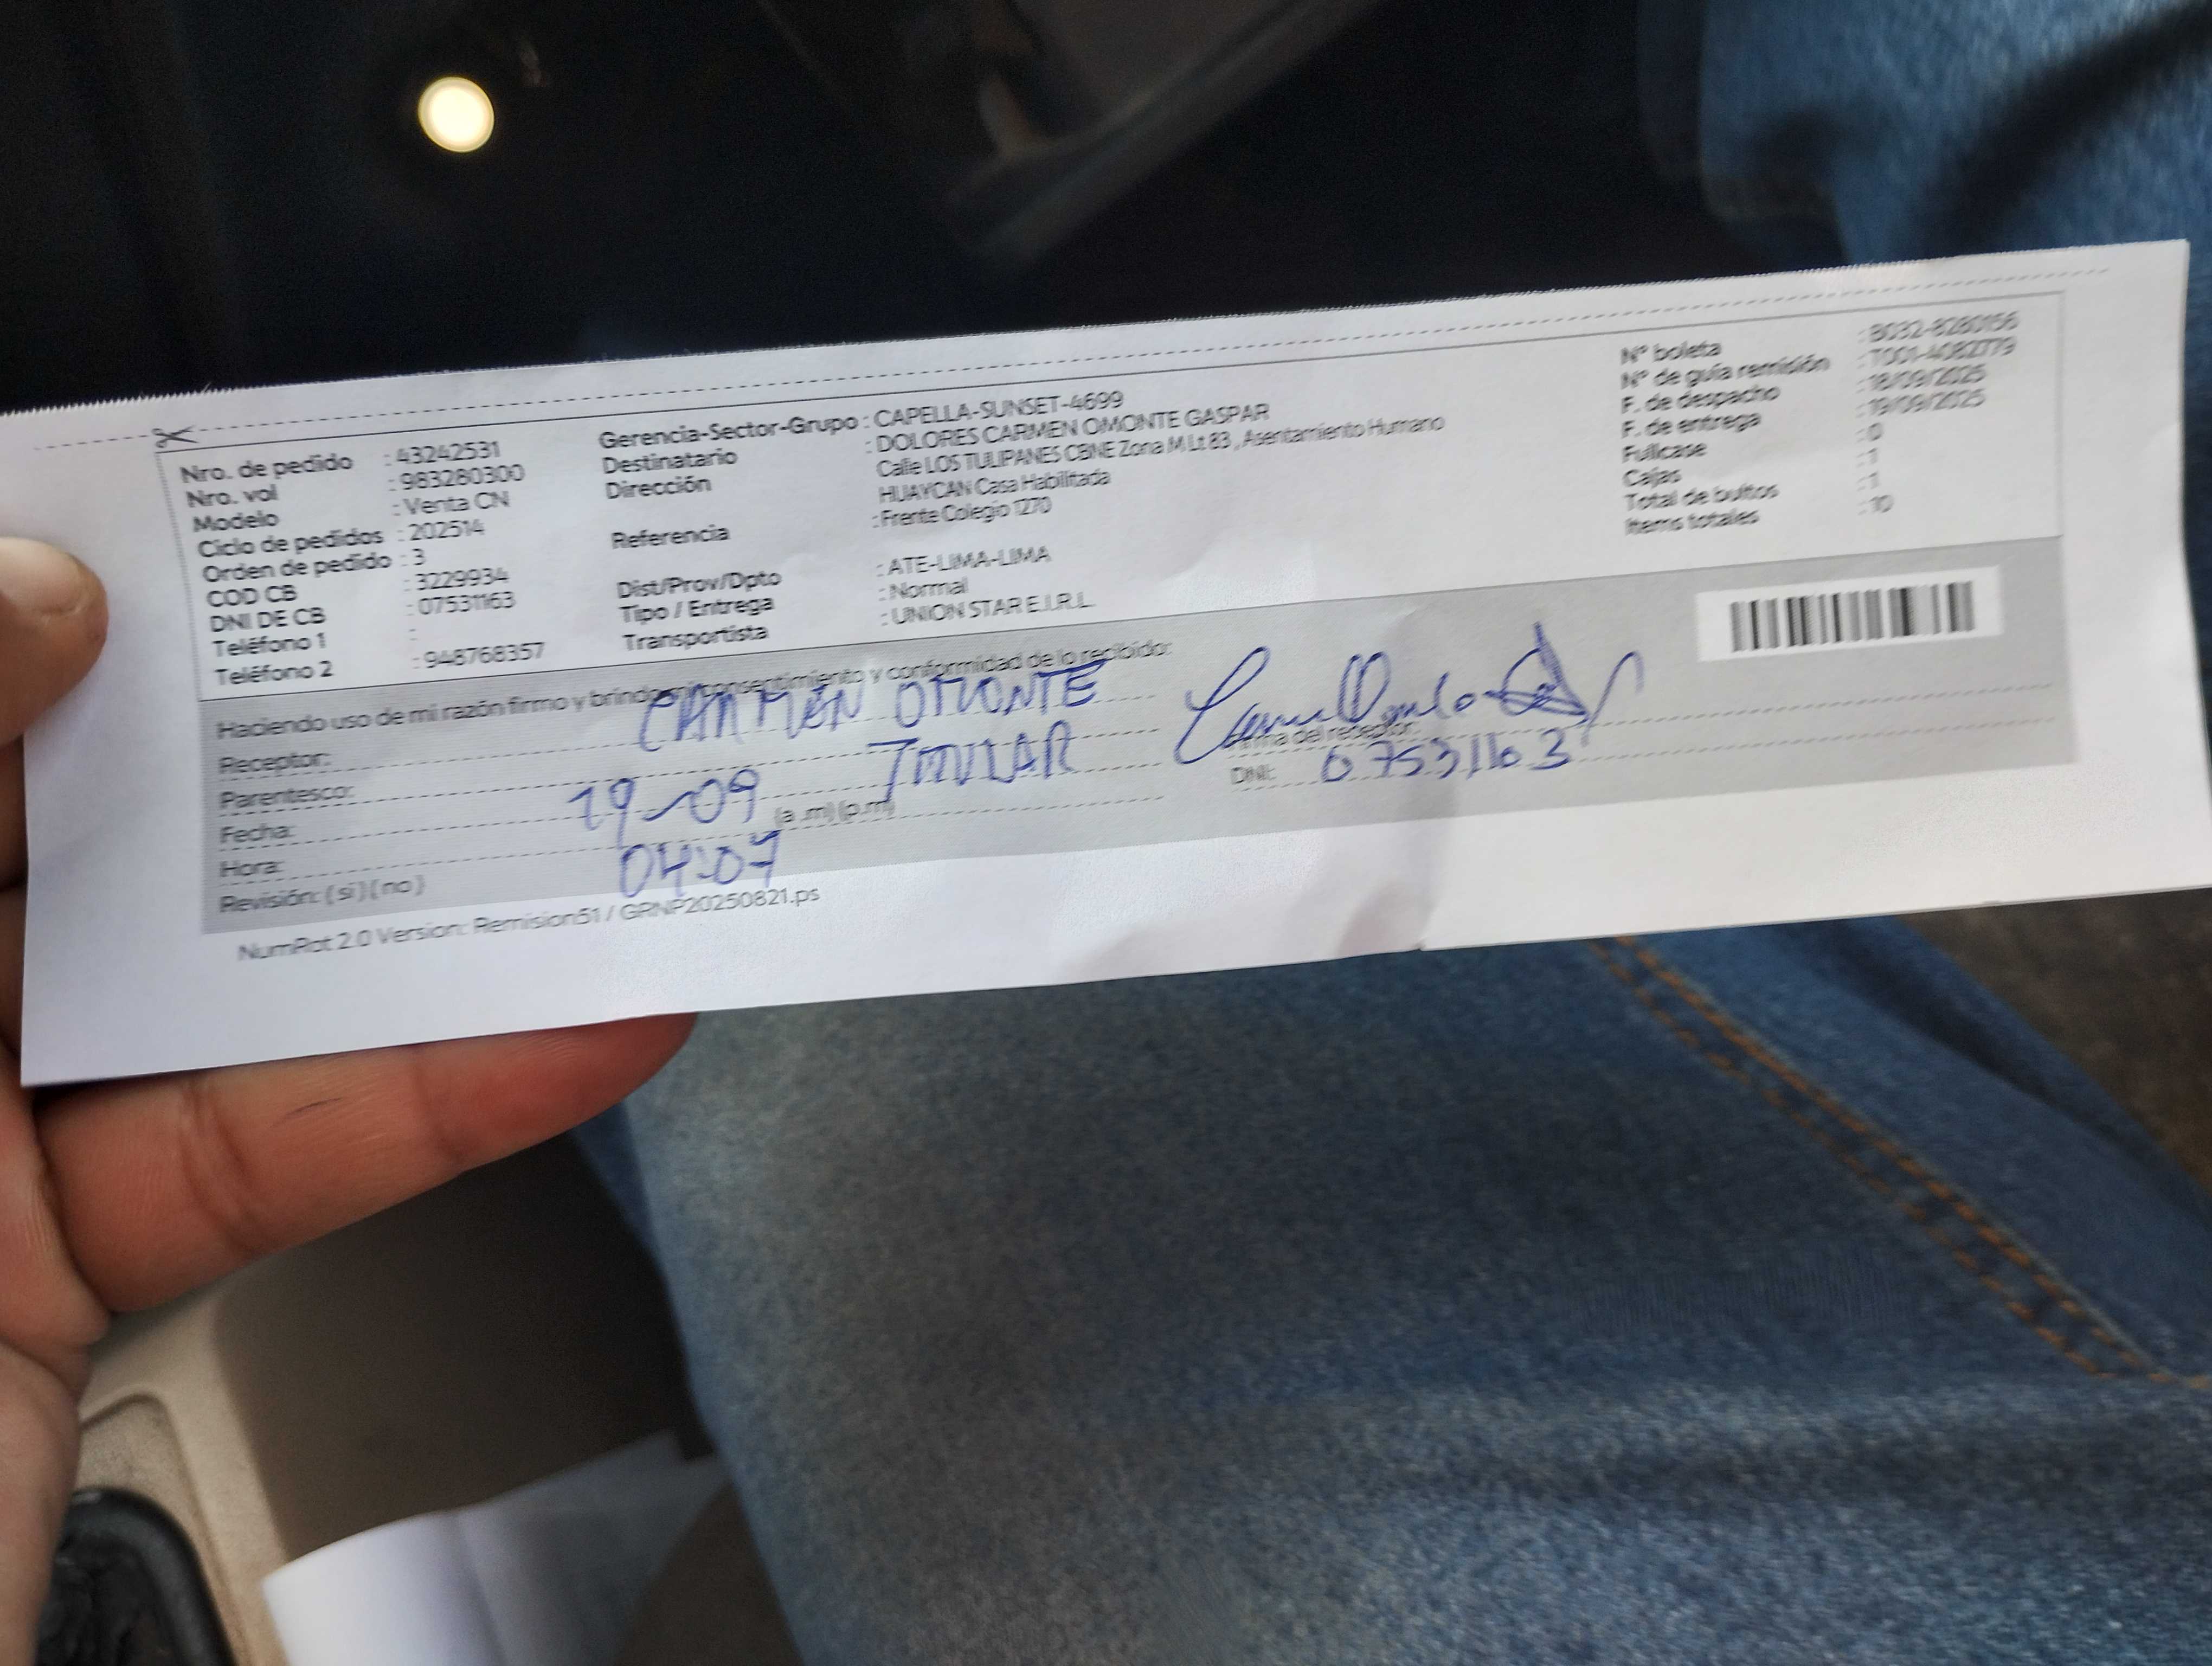 Nro. de pedido : 43242531
Nro. vol : 983280300
Modelo : Venta CN
Ciclo de pedidos : 202514
Orden de pedido : 3
COD CB : 3229934
DNI DE CB : 07531163
Teléfono 1 :
Teléfono 2 : 948768357
Gerencia-Sector-Grupo : CAPELLA-SUNSET-4699
Destinatario : DOLORES CARMEN OMONTE GASPAR
Dirección Calle LOS TULIPANES CBNE Zona M Lt 83 , Asentamiento Humano
HUAYCAN Casa Habilitada
Referencia : Frente Colegio 1270
Dist/Prov/Dpto : ATE-LIMA-LIMA
Tipo / Entrega : Normal
Transportista : UNION STAR E.I.R.L.
N° boleta : B032-8280156
N° de guía remisión : T001-4082779
F. de despacho : 18/09/2025
F. de entrega : 19/09/2025
Fullcase : 0
Cajas : 1
Total de bultos : 1
Items totales : 10
Haciendo uso de mi razón firmo y brindo mi consentimiento y conformidad de lo recibido:
Receptor: CARMEN OMONTE
Parentesco: TITULAR
Fecha: 19-09
Hora: 04:07 (a .m) (p.m)
Revisión: ( si ) ( no )
Firma del receptor:
DNI: 07531163
NumRot 2.0 Version: Remision51 / GRNP20250821.ps